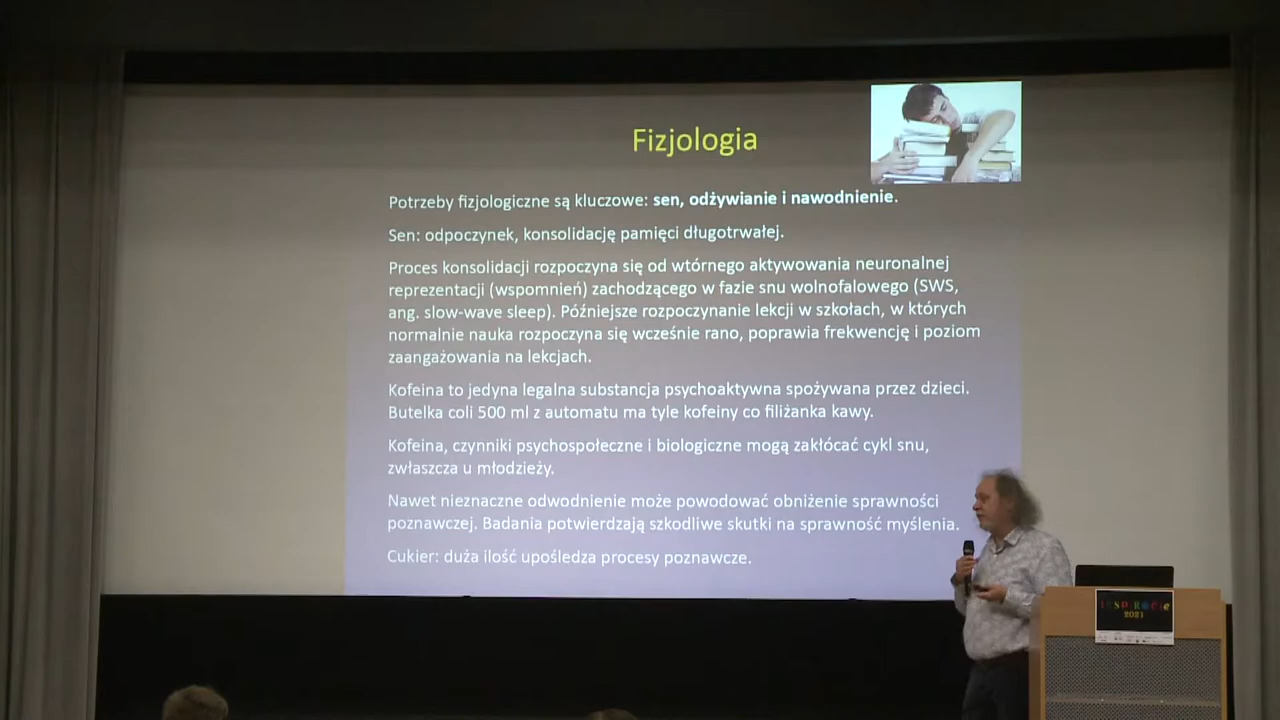 Fizjologia
Potrzeby fizjologiczne są kluczowe: sen, odżywianie i nawodnienie.
Sen: odpoczynek, konsolidację pamięci długotrwałej.
Proces konsolidacji rozpoczyna się od wtórnego aktywowania neuronalnej
reprezentacji (wspomnień) zachodzącego w fazie snu wolnofalowego (SWS,
ang. slow-wave sleep). Późniejsze rozpoczynanie lekcji w szkołach, w których
normalnie nauka rozpoczyna się wcześnie rano, poprawia frekwencję i poziom
zaangażowania na lekcjach.
Kofeina to jedyna legalna substancja psychoaktywna spożywana przez dzieci.
Butelka coli 500 ml z automatu ma tyle kofeiny co filiżanka kawy.
Kofeina, czynniki psychospołeczne i biologiczne mogą zakłócać cykl snu,
zwłaszcza u młodzieży.
Nawet nieznaczne odwodnienie może powodować obniżenie sprawności
poznawczej. Badania potwierdzają szkodliwe skutki na sprawność myślenia.
Cukier: duża ilość upośledza procesy poznawcze.
2021